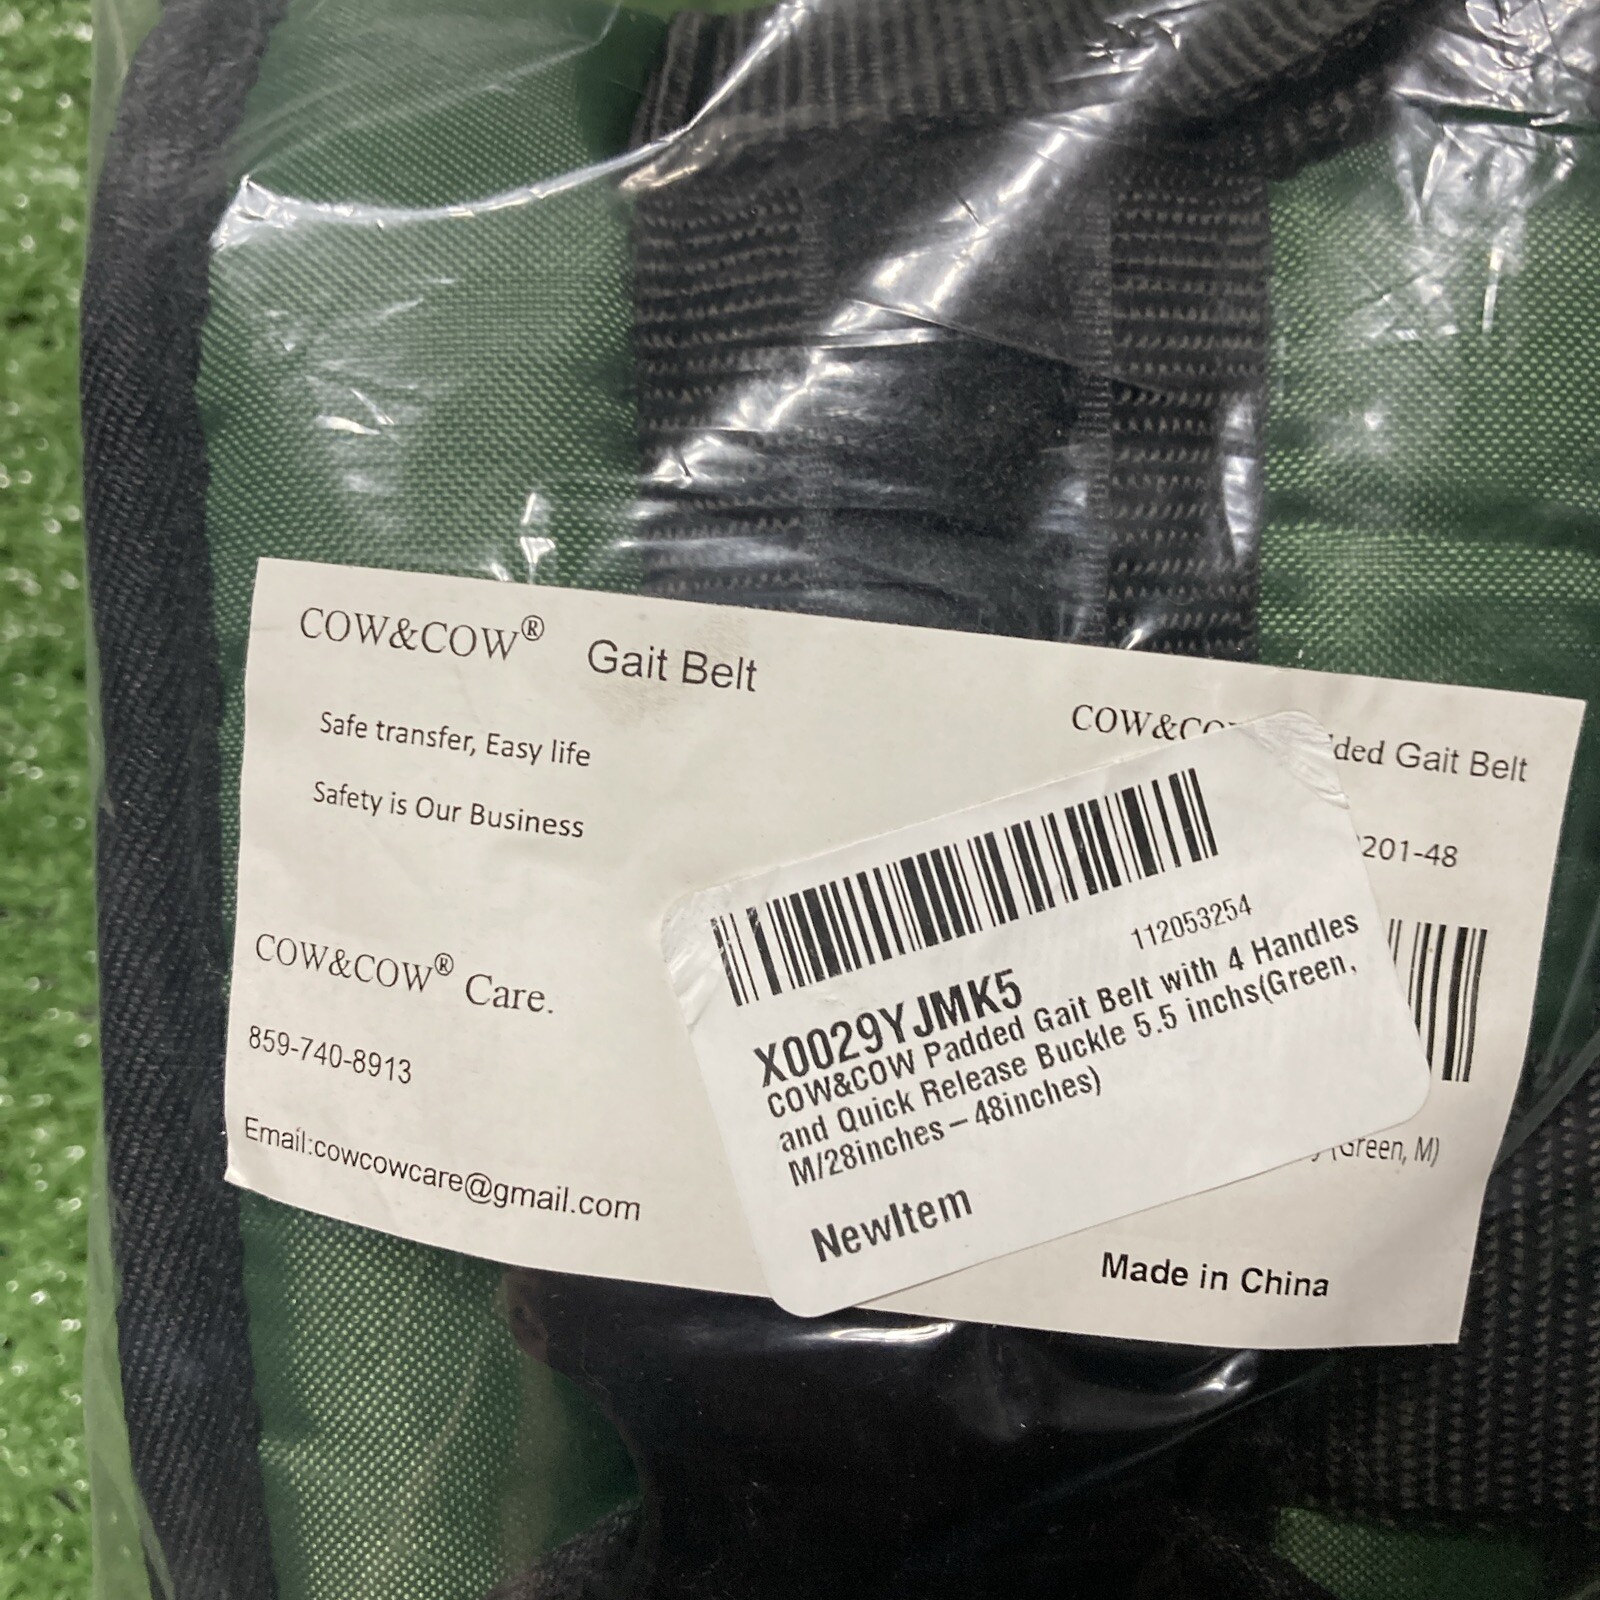 COW&COW® Gait Belt
Safe transfer, Easy life
Safety is Our Business
COW&COW® Care.
859-740-8913
Email:cowcowcare@gmail.com
COW&CO ded Gait Belt
201-48
(Green, M)
Made in China
112053254
X0029YJMK5
COW&COW Padded Gait Belt with 4 Handles
and Quick Release Buckle 5.5 inchs(Green,
M/28inches-48inches)
NewItem